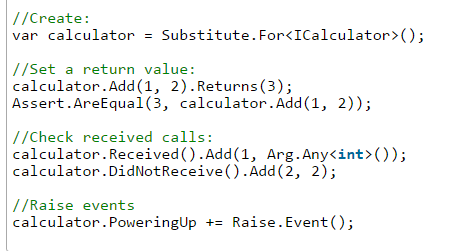 //Create:
var calculator = Substitute.For<ICalculator>();
//Set a return value:
calculator.Add(1, 2).Returns(3);
Assert.AreEqual(3, calculator.Add(1, 2));
//Check received calls:
calculator.Received().Add(1, Arg.Any<int>());
calculator.DidNotReceive().Add(2, 2);
//Raise events
calculator.PoweringUp += Raise.Event();